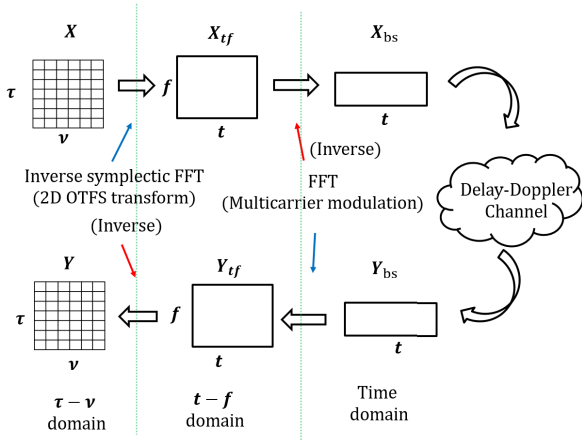 X
X_tf
X_bs
τ
f
ν
t
t
(Inverse)
Inverse symplectic FFT
(2D OTFS transform)
FFT
(Multicarrier modulation)
Delay-Doppler
Channel
(Inverse)
Y
Y_tf
Y_bs
τ
f
ν
t
t
τ − ν
domain
t − f
domain
Time
domain